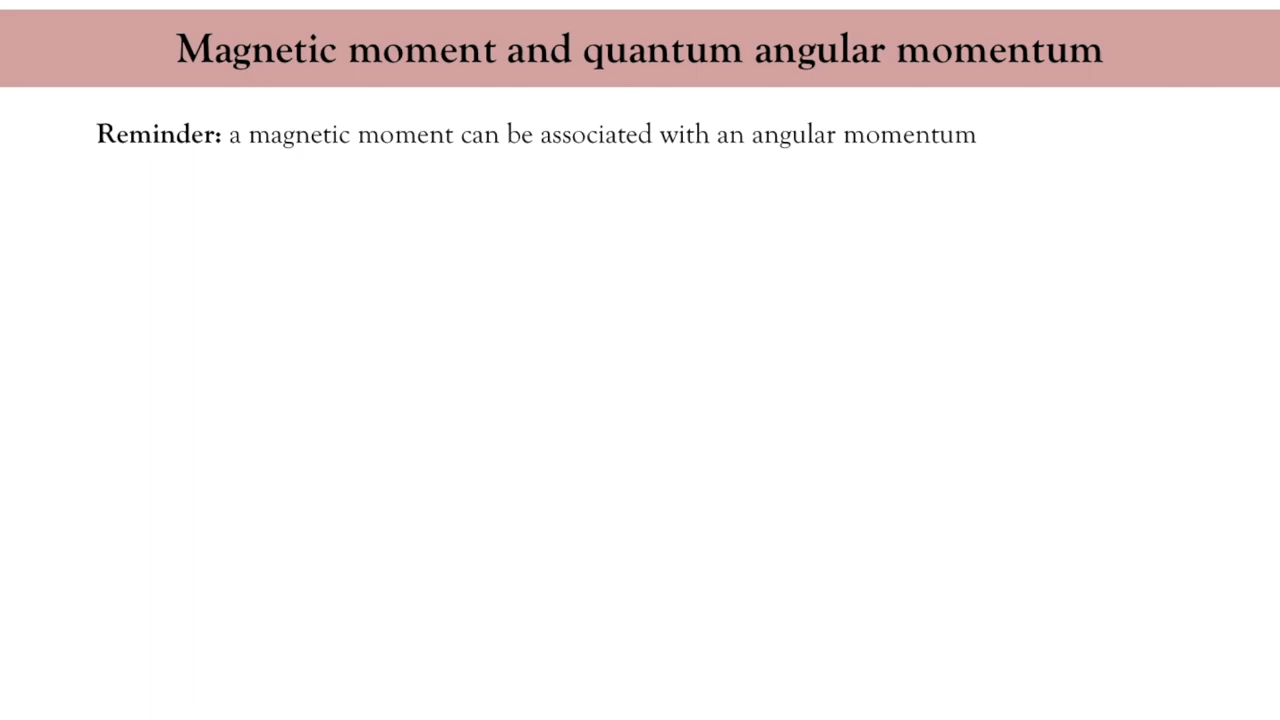 Magnetic moment and quantum angular momentum
Reminder: a magnetic moment can be associated with an angular momentum